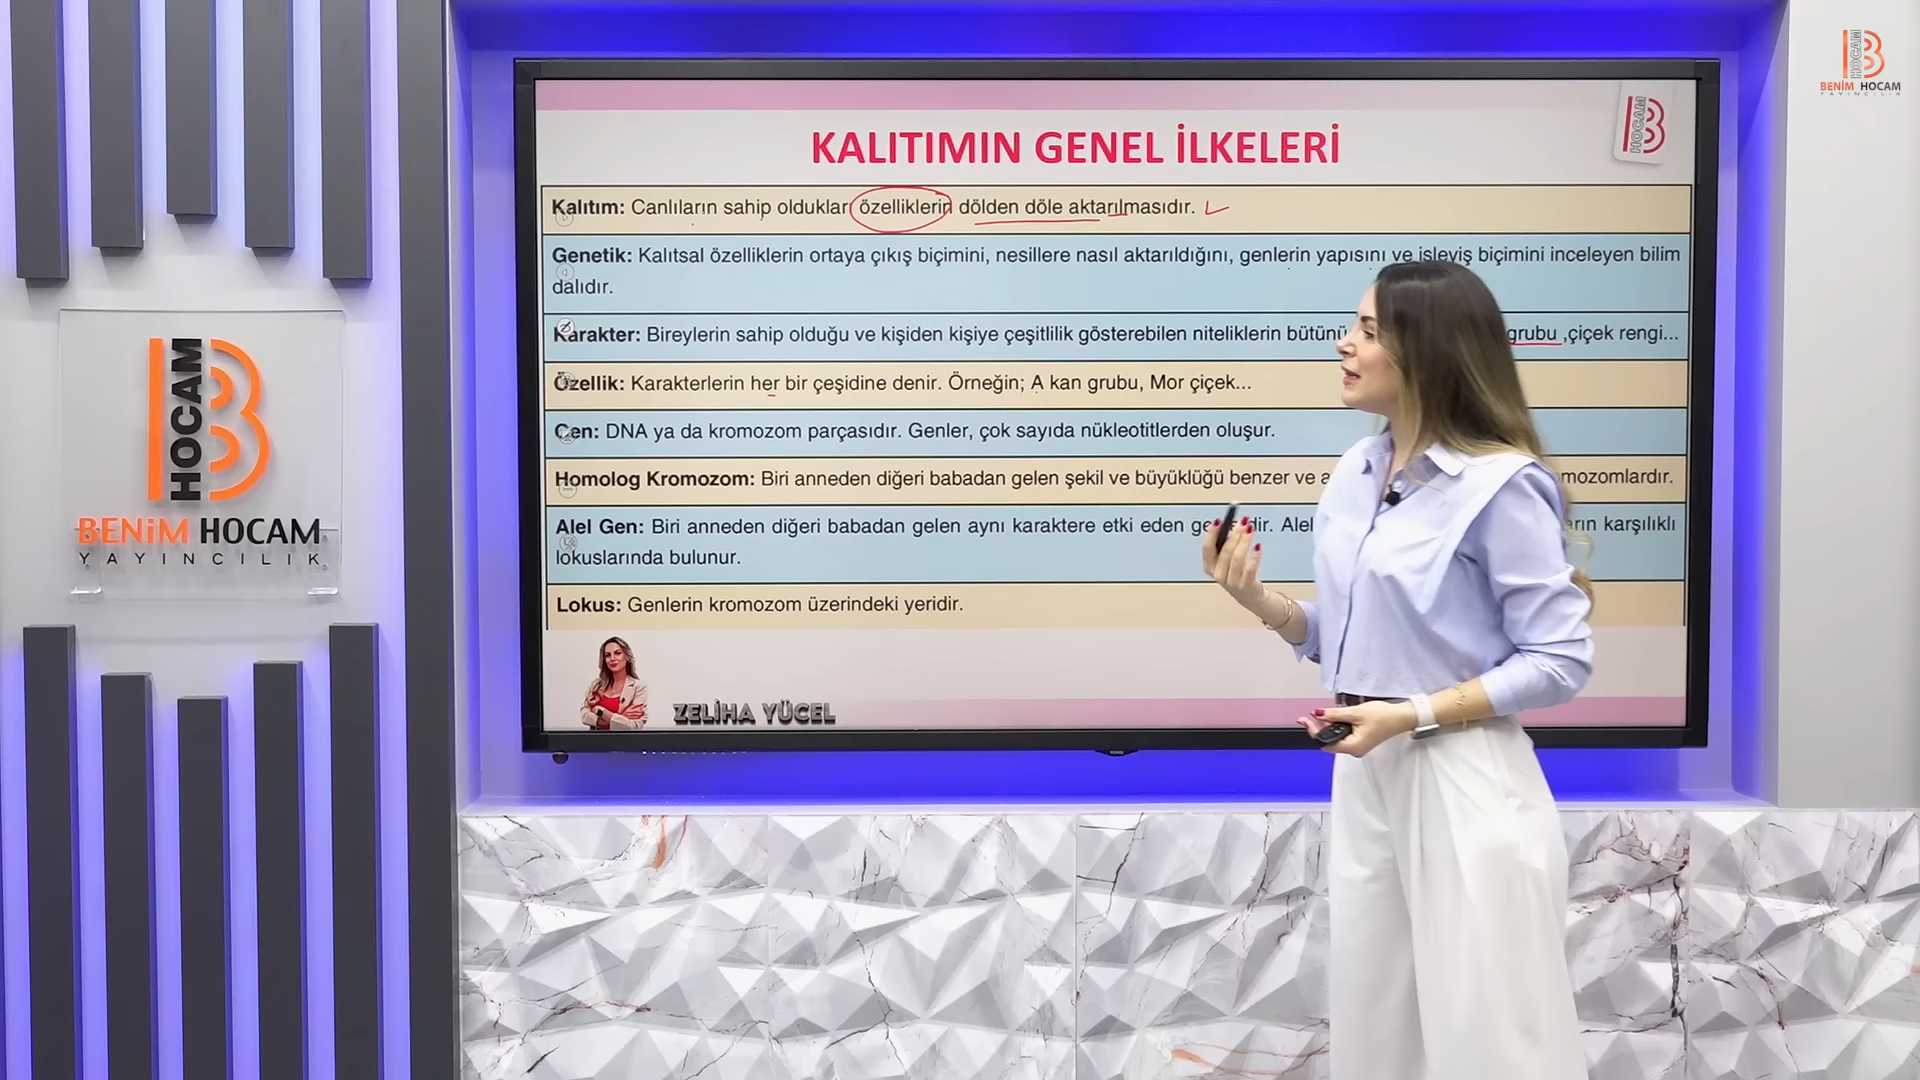 KALITIMIN GENEL İLKELERİ
Kalıtım: Canlıların sahip oldukları özelliklerin dölden döle aktarılmasıdır.
Genetik: Kalıtsal özelliklerin ortaya çıkış biçimini, nesillere nasıl aktarıldığını, genlerin yapısını ve işleyiş biçimini inceleyen bilim
dalıdır.
Karakter: Bireylerin sahip olduğu ve kişiden kişiye çeşitlilik gösterebilen niteliklerin grubu ,çiçek rengi...
Özellik: Karakterlerin her bir çeşidine denir. Örneğin; A kan grubu, Mor çiçek...
Gen: DNA ya da kromozom parçasıdır. Genler, çok sayıda nükleotitlerden oluşur.
Homolog Kromozom: Biri anneden diğeri babadan gelen şekil ve büyüklüğü benzer ve
Alel Gen: Biri anneden diğeri babadan gelen aynı karaktere etki eden karşılıklı
lokuslarında bulunur.
Lokus: Genlerin kromozom üzerindeki yeridir.
ZELİHA YÜCEL
B HOCAM
BENİM HOCAM
YAYINCILIK
B HOCAM
BENİM HOCAM
YAYINCILIK
B HOCAM